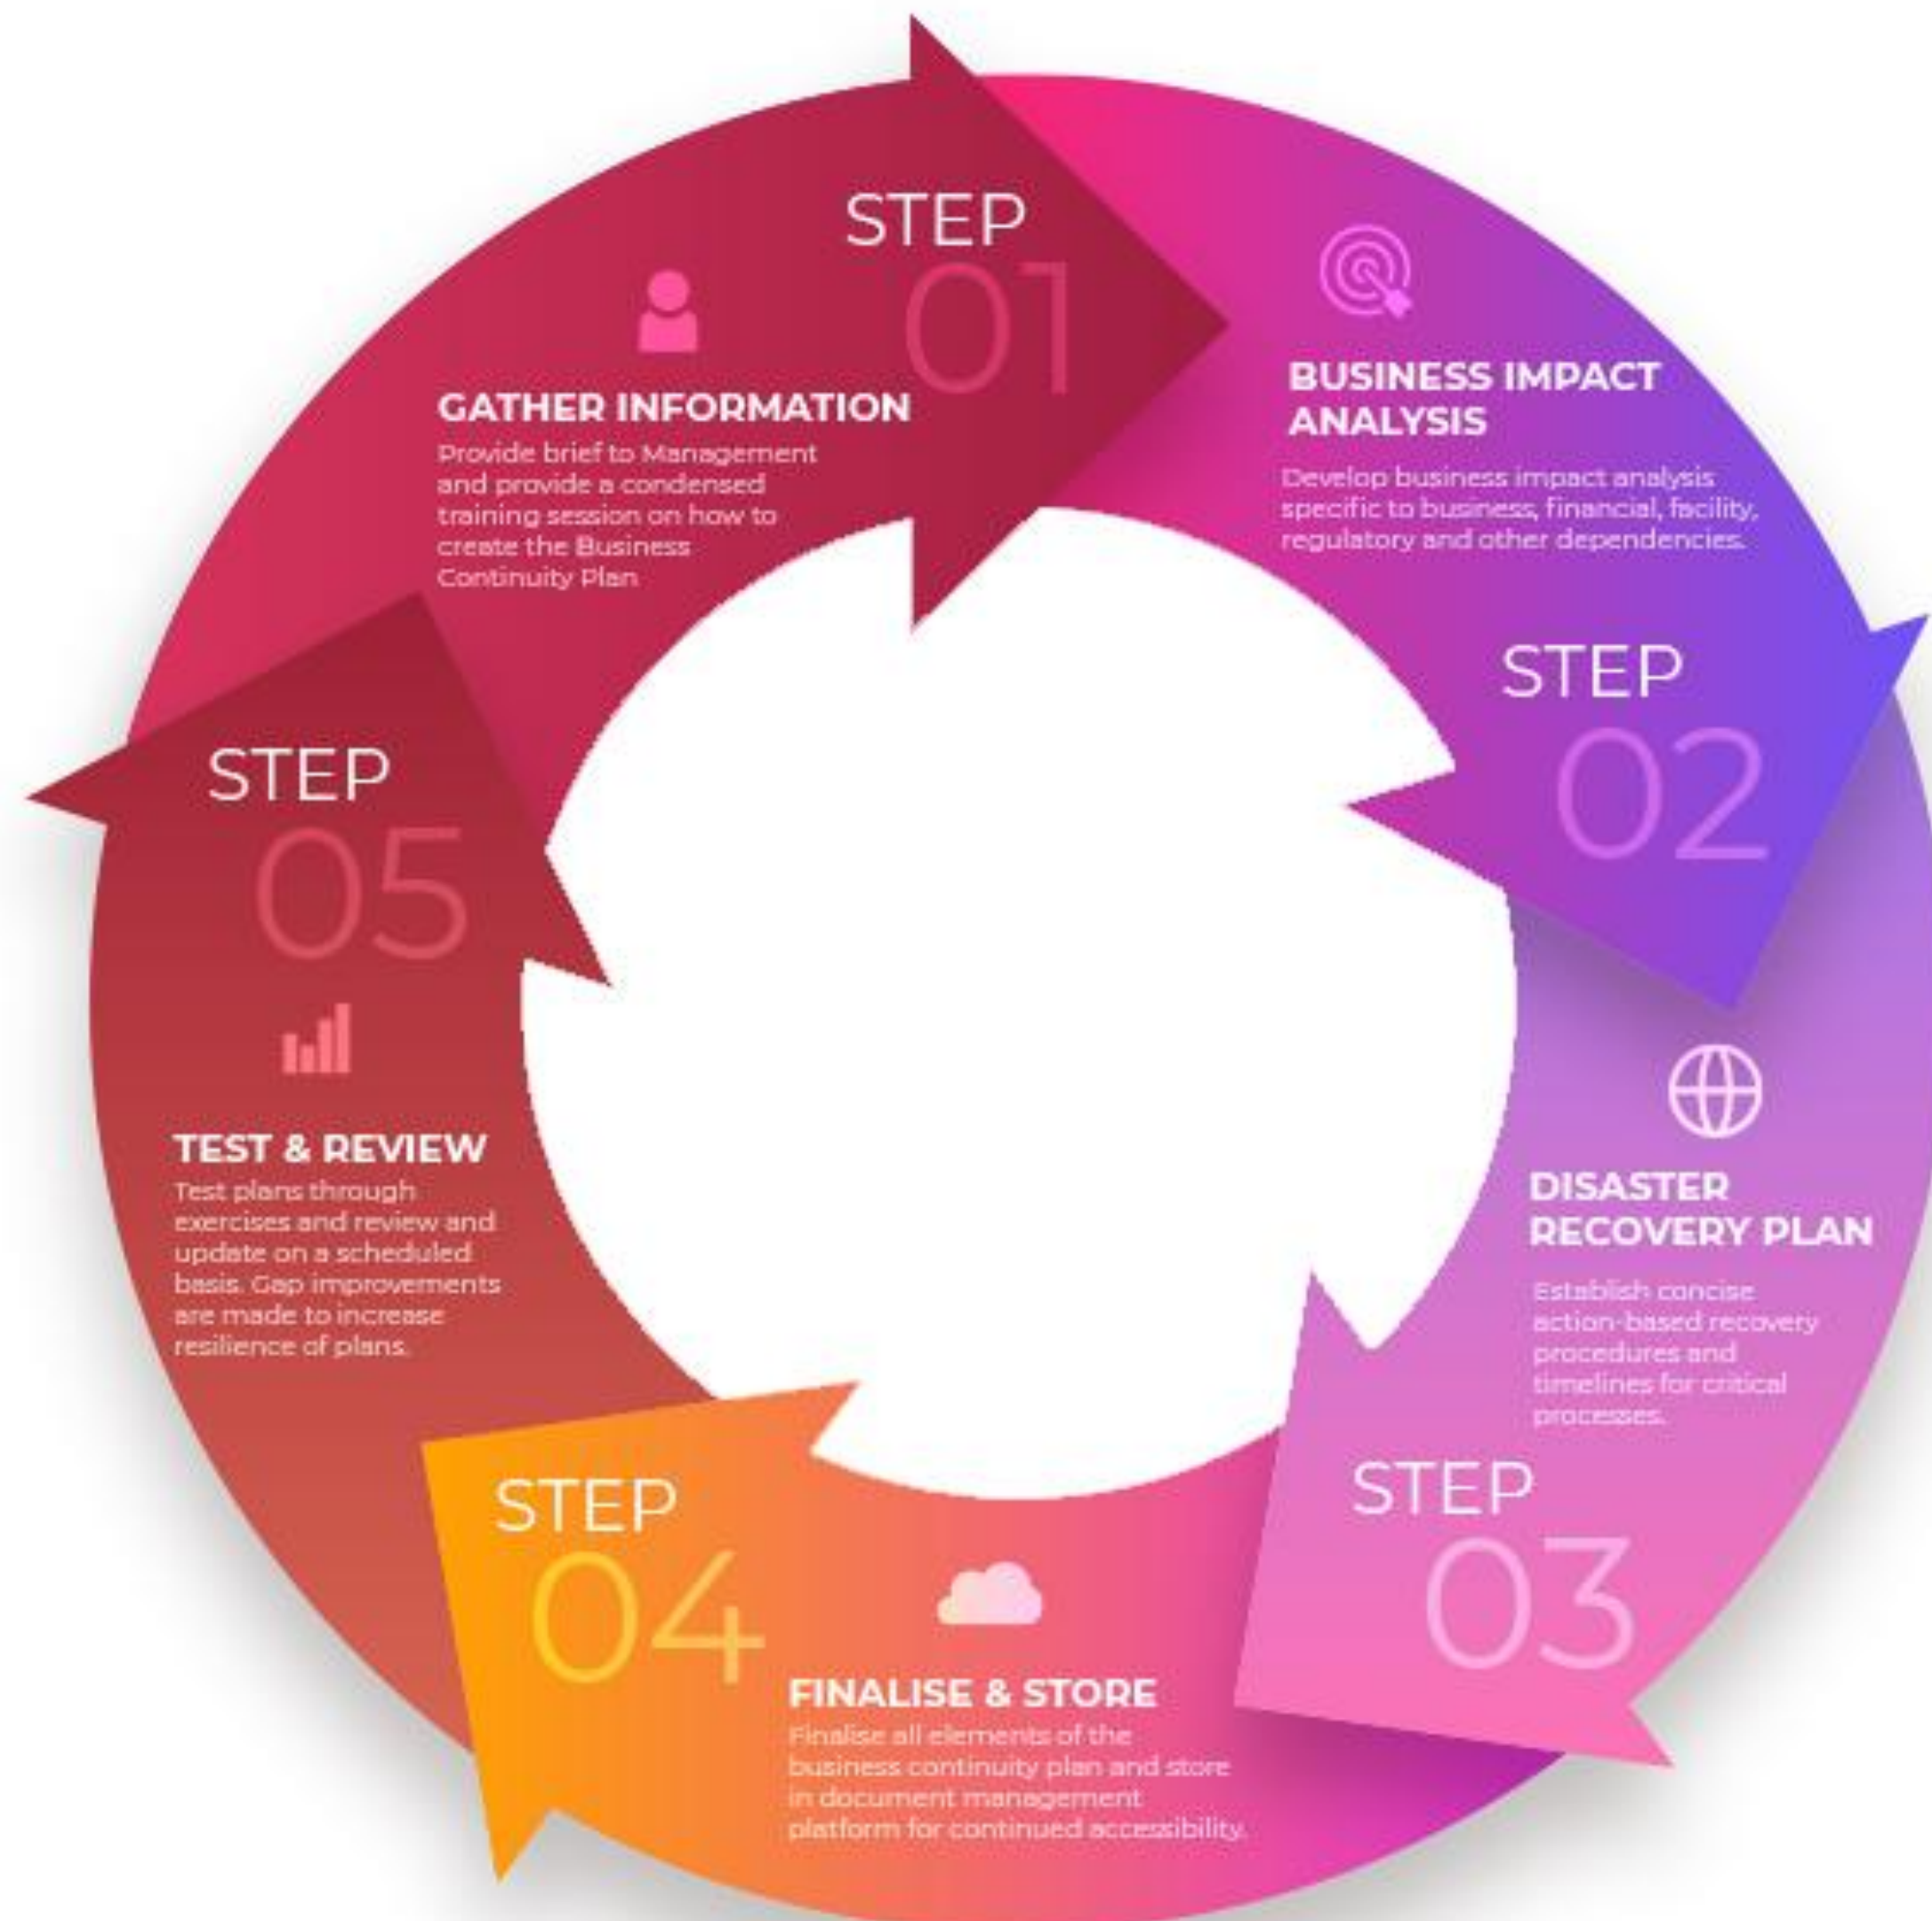 STEP
01
GATHER INFORMATION
Provide brief to Management
and provide a condensed
training session on how to
create the Business
Continuity Plan
BUSINESS IMPACT
ANALYSIS
Develop business impact analysis
specific to business, financial, facility,
regulatory and other dependencies.
STEP
02
DISASTER
RECOVERY PLAN
Establish concise
action-based recovery
procedures and
timelines for critical
processes.
STEP
03
STEP
04
FINALISE & STORE
Finalise all elements of the
business continuity plan and store
in document management
platform for continued accessibility.
STEP
05
TEST & REVIEW
Test plans through
exercises and review and
update on a scheduled
basis. Gap improvements
are made to increase
resilience of plans.